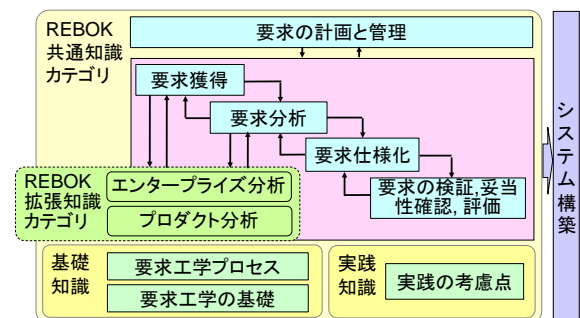 REBOK
共通知識
カテゴリ
要求の計画と管理
要求獲得
要求分析
要求仕様化
要求の検証,妥当
性確認, 評価
REBOK
拡張知識
カテゴリ
エンタープライズ分析
プロダクト分析
基礎
知識
要求工学プロセス
要求工学の基礎
実践
知識
実践の考慮点
システム構築